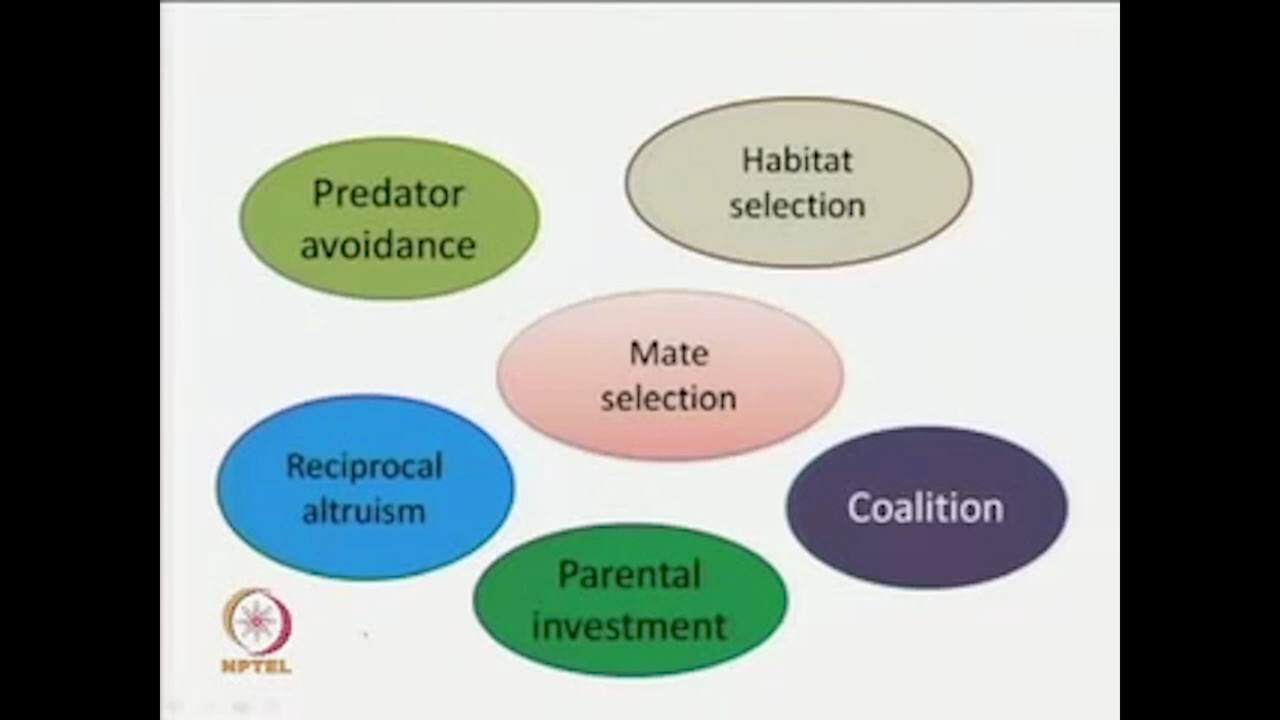 Predator
avoidance
Habitat
selection
Mate
selection
Reciprocal
altruism
Coalition
Parental
investment
NPTEL